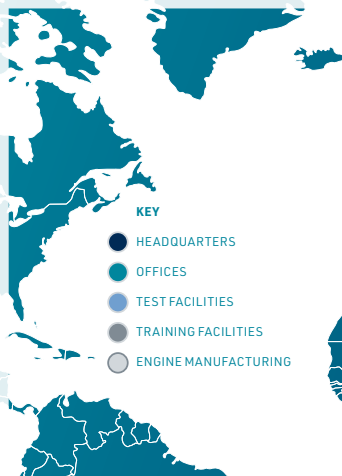 KEY
HEADQUARTERS
OFFICES
TEST FACILITIES
TRAINING FACILITIES
ENGINE MANUFACTURING